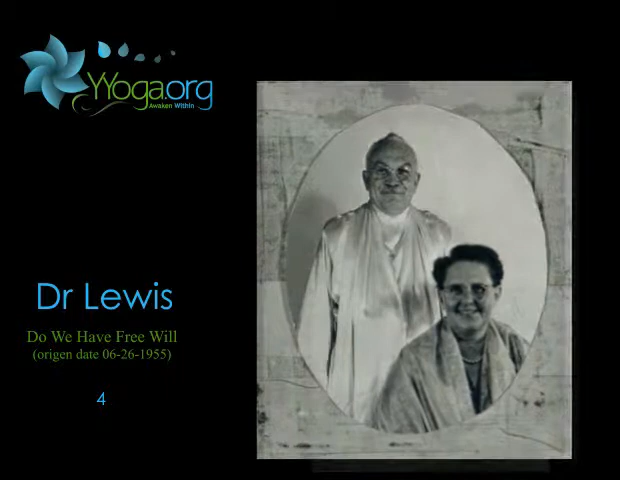 YYoga.org
Awaken Within
Dr Lewis
Do We Have Free Will
(origen date 06-26-1955)
4